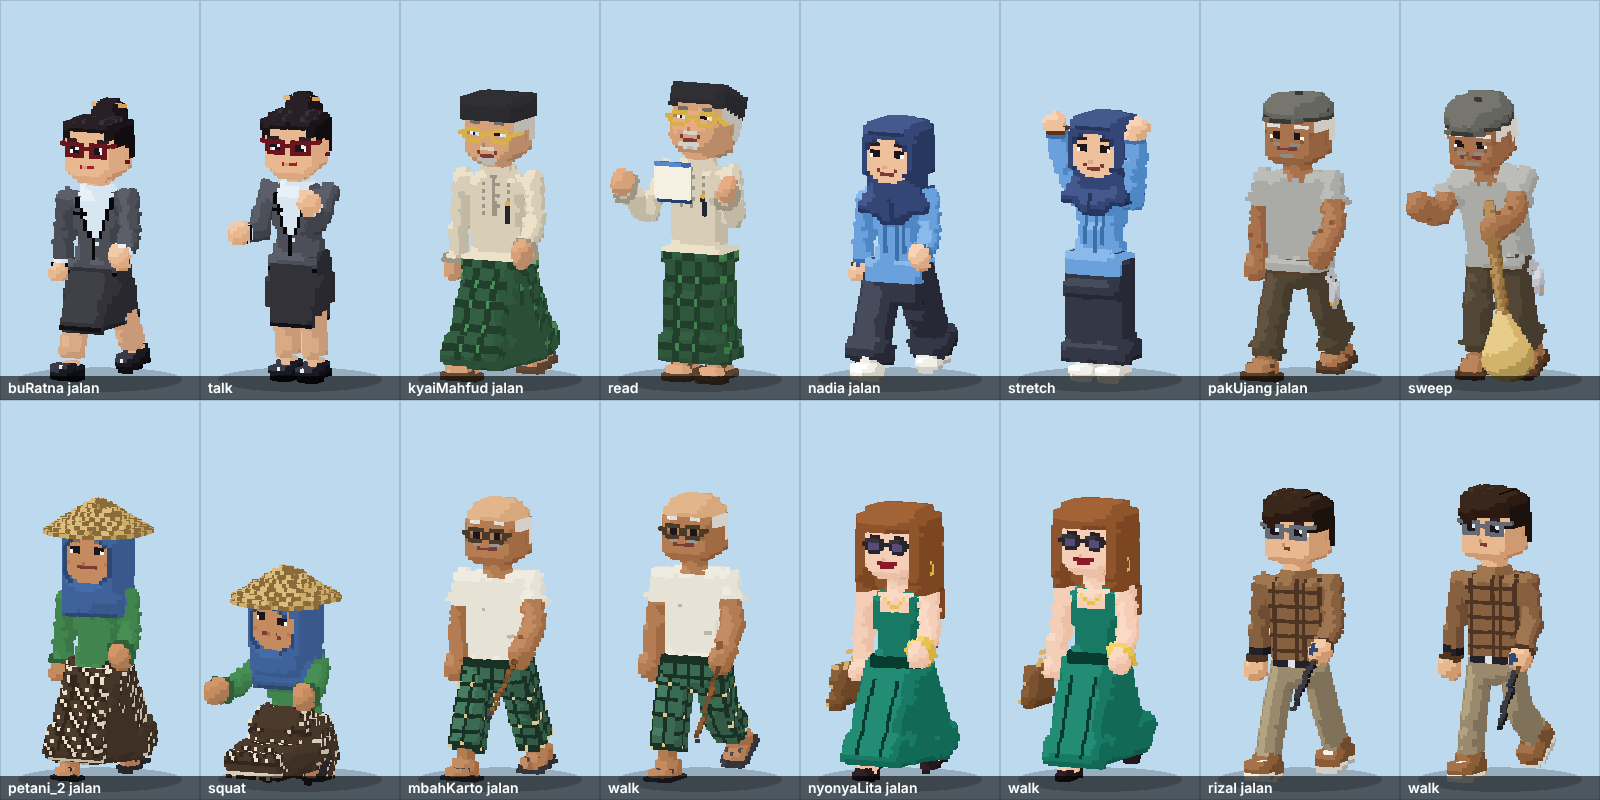 buRatna jalan
talk
kyaiMahfud jalan
read
nadia jalan
stretch
pakUjang jalan
sweep
petani_2 jalan
squat
mbahKarto jalan
walk
nyonyaLita jalan
walk
rizal jalan
walk